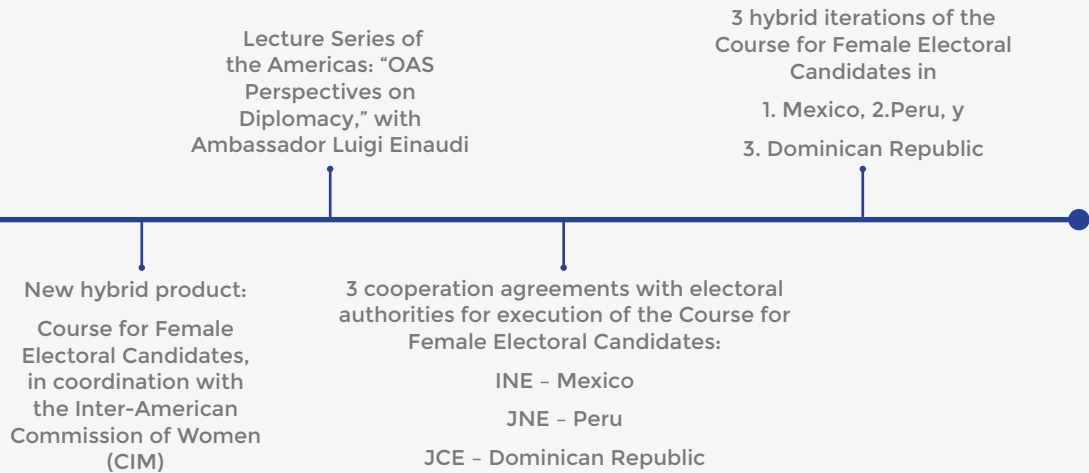 Lecture Series of
the Americas: “OAS
Perspectives on
Diplomacy,” with
Ambassador Luigi Einaudi
3 hybrid iterations of the
Course for Female Electoral
Candidates in
1. Mexico, 2.Peru, y
3. Dominican Republic
New hybrid product:
Course for Female
Electoral Candidates,
in coordination with
the Inter-American
Commission of Women
(CIM)
3 cooperation agreements with electoral
authorities for execution of the Course for
Female Electoral Candidates:
INE – Mexico
JNE – Peru
JCE – Dominican Republic